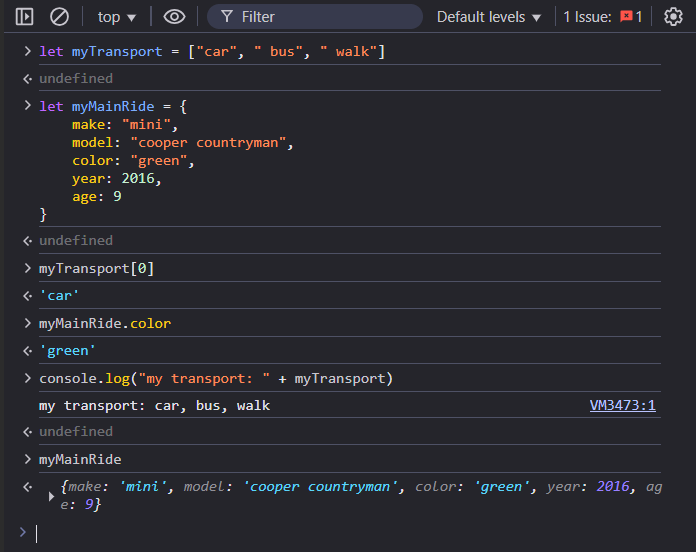 top ▼ Filter Default levels ▼ 1 Issue: 1
> let myTransport = ["car", " bus", " walk"]
undefined
> let myMainRide = {
make: "mini",
model: "cooper countryman",
color: "green",
year: 2016,
age: 9
}
undefined
> myTransport[0]
'car'
> myMainRide.color
'green'
> console.log("my transport: " + myTransport)
my transport: car, bus, walk VM3473:1
undefined
> myMainRide
{make: 'mini', model: 'cooper countryman', color: 'green', year: 2016, ag
e: 9}
>